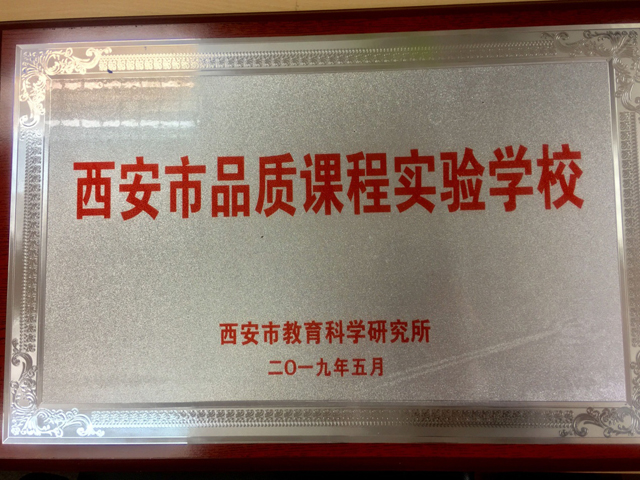 西安市品质课程实验学校
西安市教育科学研究所
二〇一九年五月